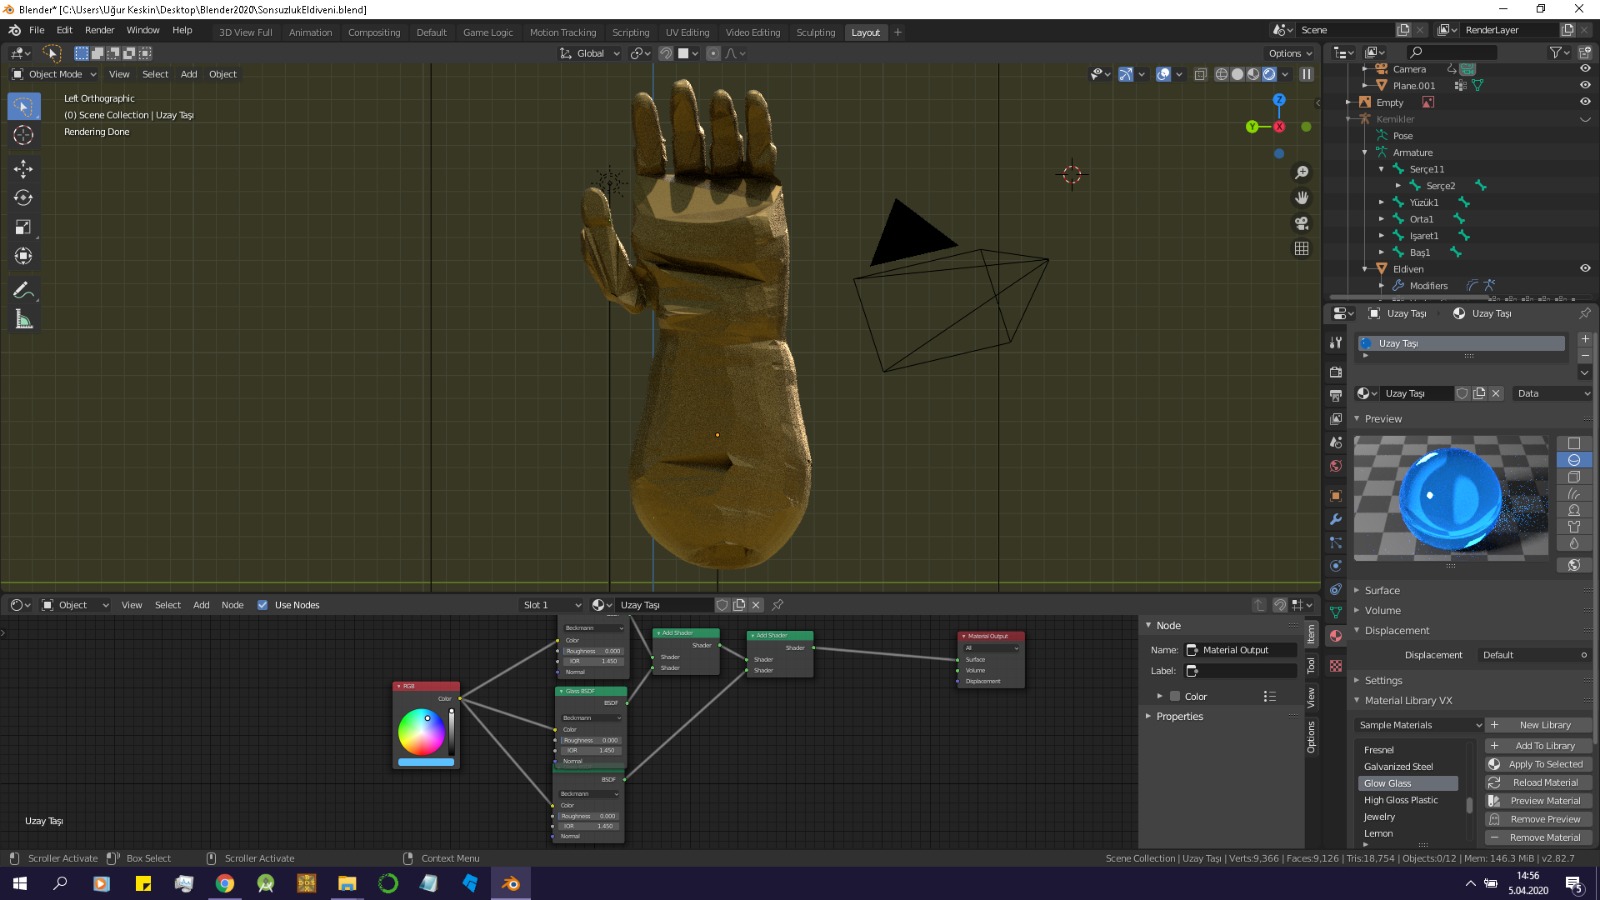 Blender* [C:\Users\Uğur Keskin\Desktop\Blender2020\SonsuzlukEldiveni.blend]
File Edit Render Window Help
3D View Full Animation Compositing Default Game Logic Motion Tracking Scripting UV Editing Video Editing Sculpting Layout +
Scene
RenderLayer
Global
Options
Object Mode View Select Add Object
Left Orthographic
(0) Scene Collection | Uzay Taşı
Rendering Done
Z
Y
X
Camera
Plane.001
Empty
Kemikler
Pose
Armature
Serçe11
Serçe2
Yüzük1
Orta1
Işaret1
Baş1
Eldiven
Modifiers
Uzay Taşı Uzay Taşı
Uzay Taşı
Uzay Taşı Data
Preview
Surface
Volume
Displacement
Displacement Default
Settings
Material Library VX
Sample Materials
New Library
Add To Library
Apply To Selected
Reload Material
Preview Material
Remove Preview
Remove Material
Fresnel
Galvanized Steel
Glow Glass
High Gloss Plastic
Jewelry
Lemon
Object View Select Add Node Use Nodes Slot 1 Uzay Taşı
RGB
Color
Beckmann
Color
Roughness 0.000
IOR 1.450
Normal
Glass BSDF
BSDF
Beckmann
Color
Roughness 0.000
IOR 1.450
Normal
BSDF
Beckmann
Color
Roughness 0.000
IOR 1.450
Normal
Add Shader
Shader
Shader
Shader
Add Shader
Shader
Shader
Shader
Material Output
All
Surface
Volume
Displacement
Node
Name: Material Output
Label:
Color
Properties
Item
Tool
View
Options
Uzay Taşı
Scroller Activate Box Select Scroller Activate Context Menu
Scene Collection | Uzay Taşı | Verts:9,366 | Faces:9,126 | Tris:18,754 | Objects:0/12 | Mem: 146.3 MiB | v2.82.7
14:56
5.04.2020
5